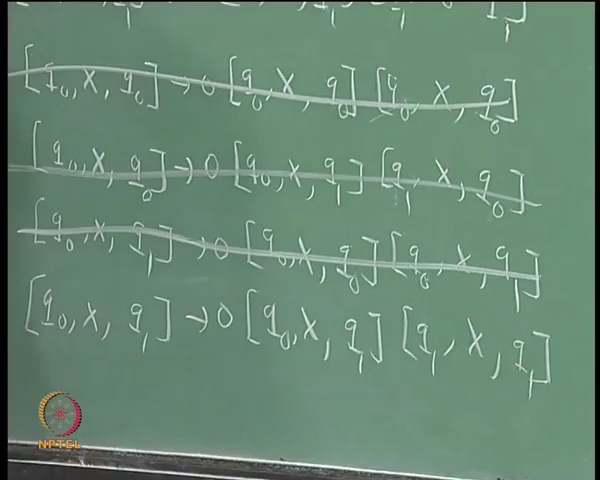 [q₀, X, q₀] → 0 [q₀, X, q₀] [q₀, X, q₀]
[q₀, X, q₀] → 0 [q₀, X, q₁] [q₁, X, q₀]
[q₀, X, q₁] → 0 [q₀, X, q₀] [q₀, X, q₁]
[q₀, X, q₁] → 0 [q₀, X, q₁] [q₁, X, q₁]
NPTEL